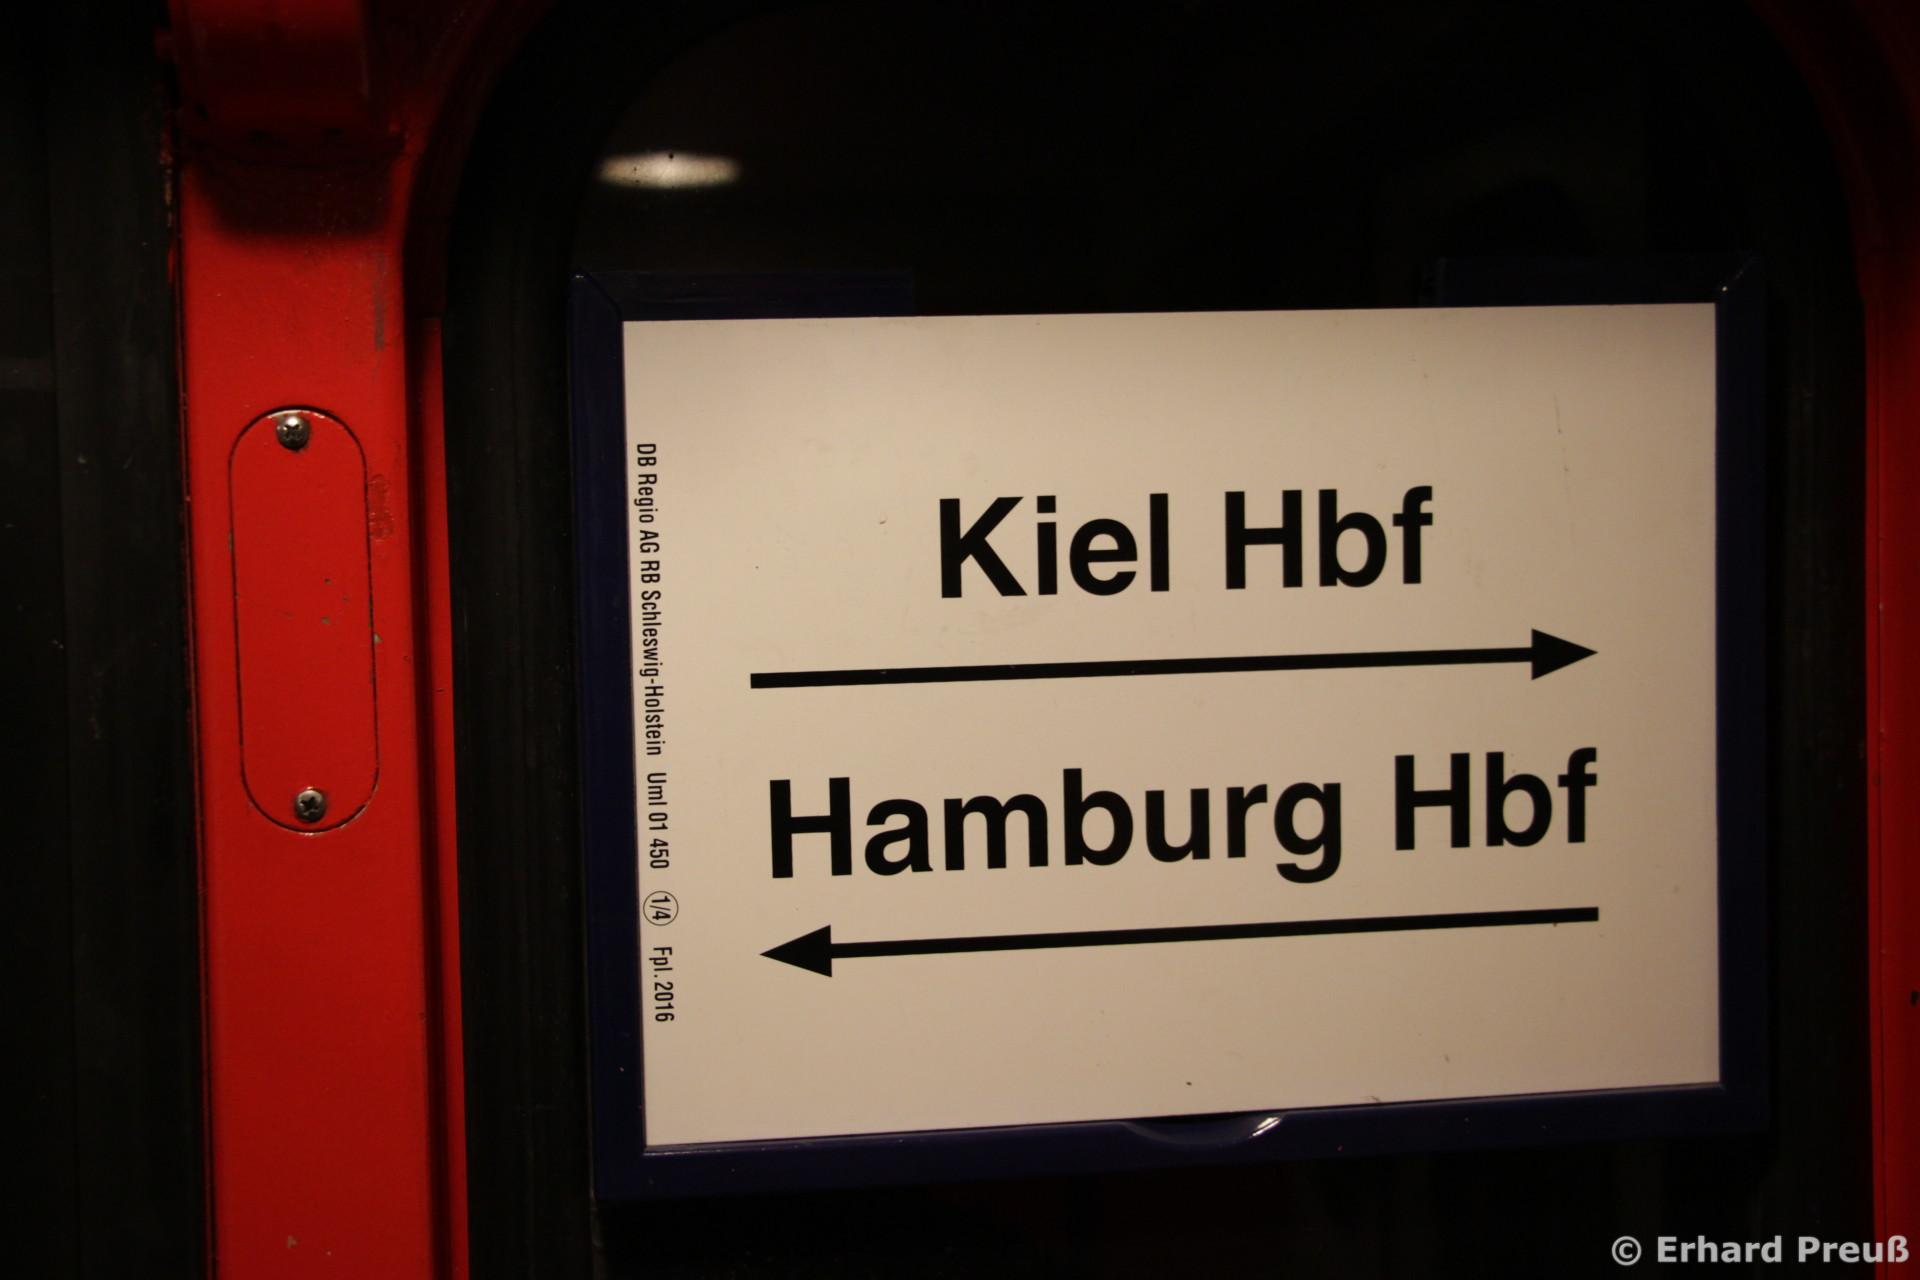 Kiel Hbf
Hamburg Hbf
DB Regio AG RB Schleswig-Holstein Uml 01 450 1/4 Fpl. 2016
© Erhard Preuß